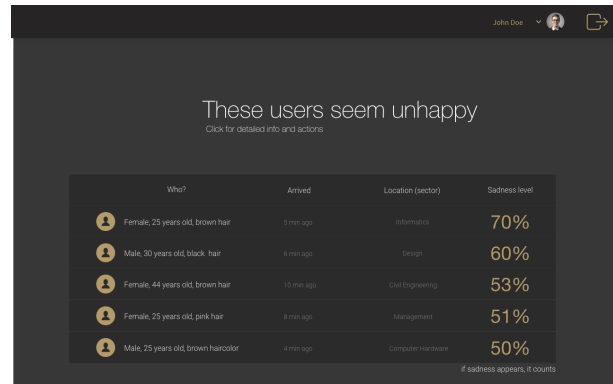 John Doe
These users seem unhappy
Click for detailed info and actions
Who? Arrived Location (sector) Sadness level
Female, 25 years old, brown hair 5 min ago Informatics 70%
Male, 30 years old, black hair 6 min ago Design 60%
Female, 44 years old, brown hair 10 min ago Civil Engineering 53%
Female, 25 years old, pink hair 8 min ago Management 51%
Male, 25 years old, brown haircolor 4 min ago Computer Hardware 50%
if sadness appears, it counts